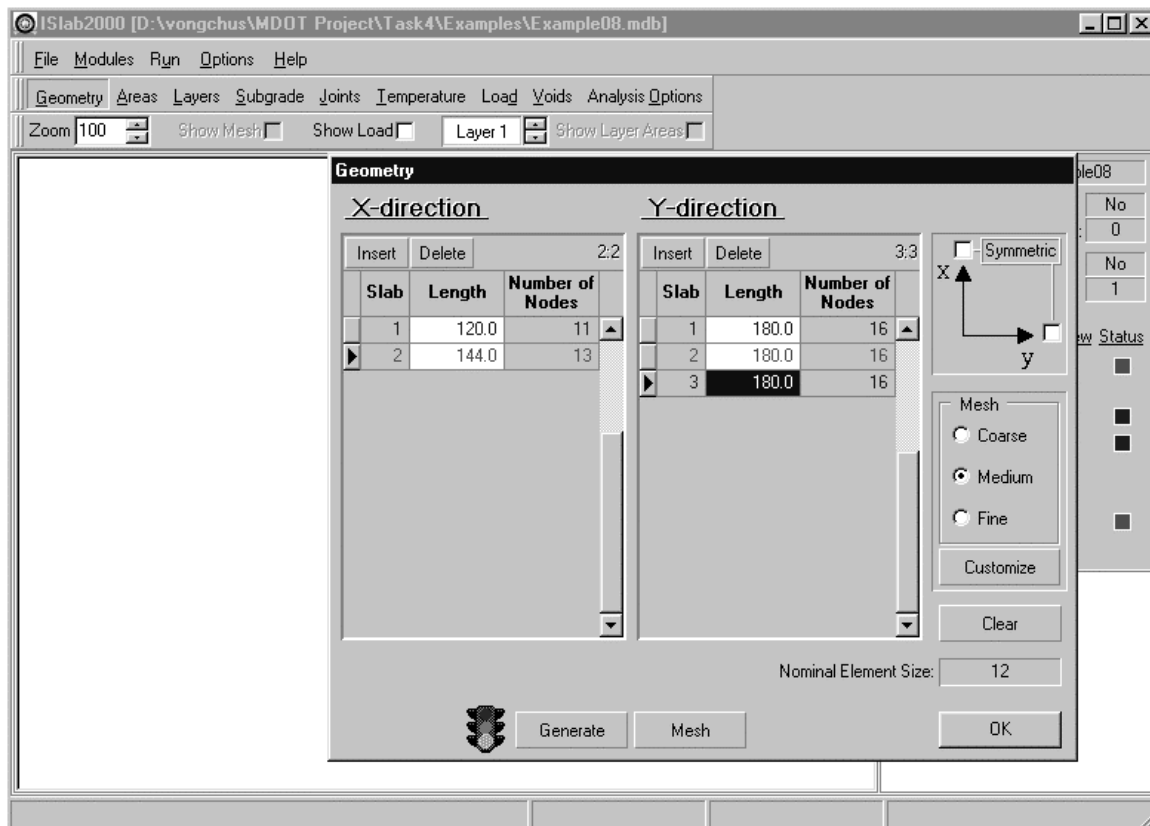 ISlab2000 [D:\vongchus\MDOT Project\Task4\Examples\Example08.mdb]
File Modules Run Options Help
Geometry Areas Layers Subgrade Joints Temperature Load Voids Analysis Options
Zoom 100 Show Mesh Show Load Layer 1 Show Layer Areas
Geometry
ple08
X-direction
Y-direction
No
: 0
No
1
ew Status
Insert Delete 2:2
Slab Length Number of Nodes
1 120.0 11
2 144.0 13
Insert Delete 3:3
Slab Length Number of Nodes
1 180.0 16
2 180.0 16
3 180.0 16
Symmetric
x
y
Mesh
Coarse
Medium
Fine
Customize
Clear
Nominal Element Size: 12
Generate Mesh OK